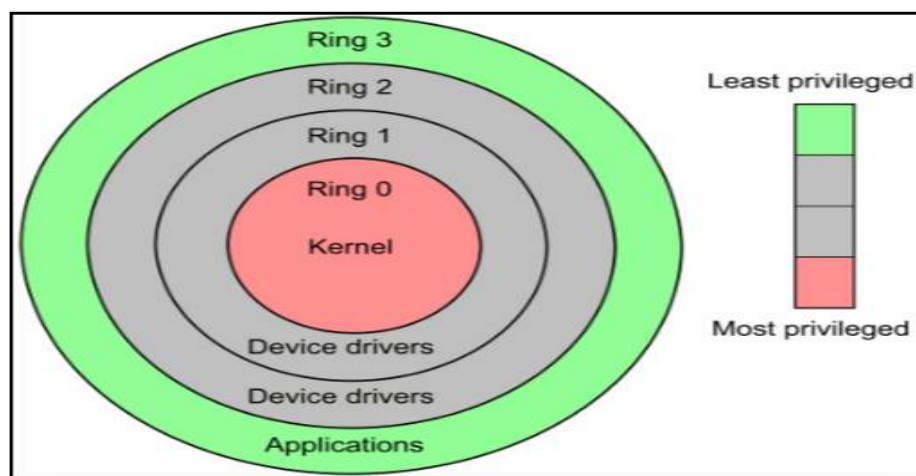 Ring 3
Ring 2
Ring 1
Ring 0
Kernel
Device drivers
Device drivers
Applications
Least privileged
Most privileged